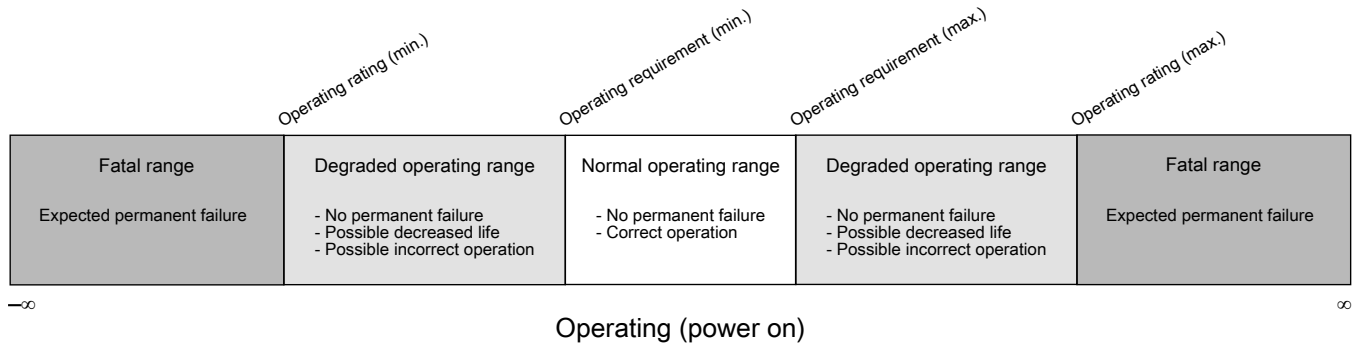 Operating rating (min.)
Operating requirement (min.)
Operating requirement (max.)
Operating rating (max.)
Fatal range
Expected permanent failure
Degraded operating range
- No permanent failure
- Possible decreased life
- Possible incorrect operation
Normal operating range
- No permanent failure
- Correct operation
Degraded operating range
- No permanent failure
- Possible decreased life
- Possible incorrect operation
Fatal range
Expected permanent failure
–∞
∞
Operating (power on)